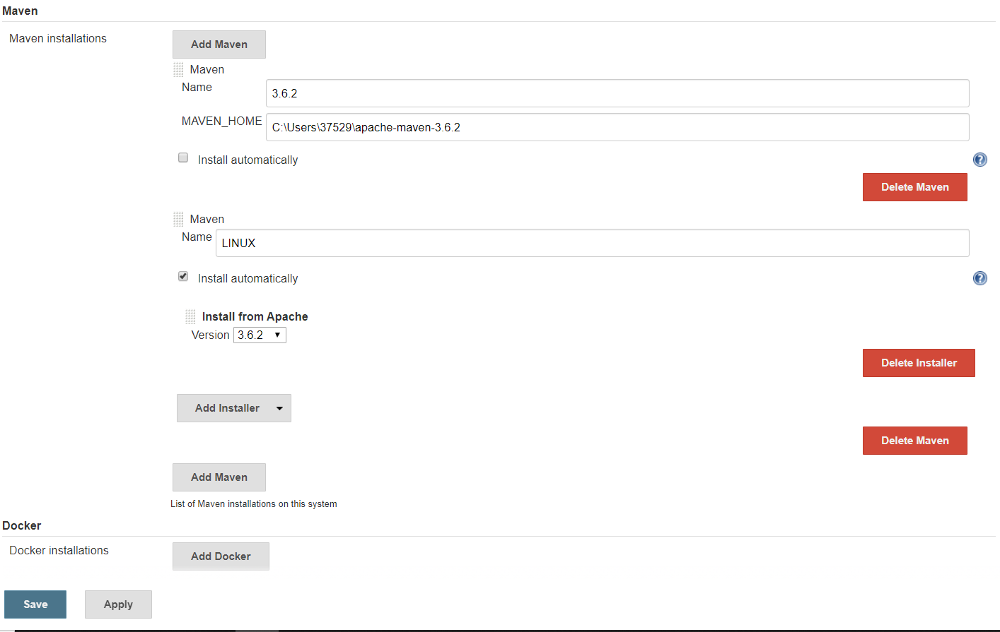 Maven
Maven installations
Add Maven
Maven
Name
3.6.2
MAVEN_HOME
C:\Users\37529\apache-maven-3.6.2
Install automatically
?
Delete Maven
Maven
Name
LINUX
Install automatically
?
Install from Apache
Version 3.6.2
Delete Installer
Add Installer
Delete Maven
Add Maven
List of Maven installations on this system
Docker
Docker installations
Add Docker
Save
Apply